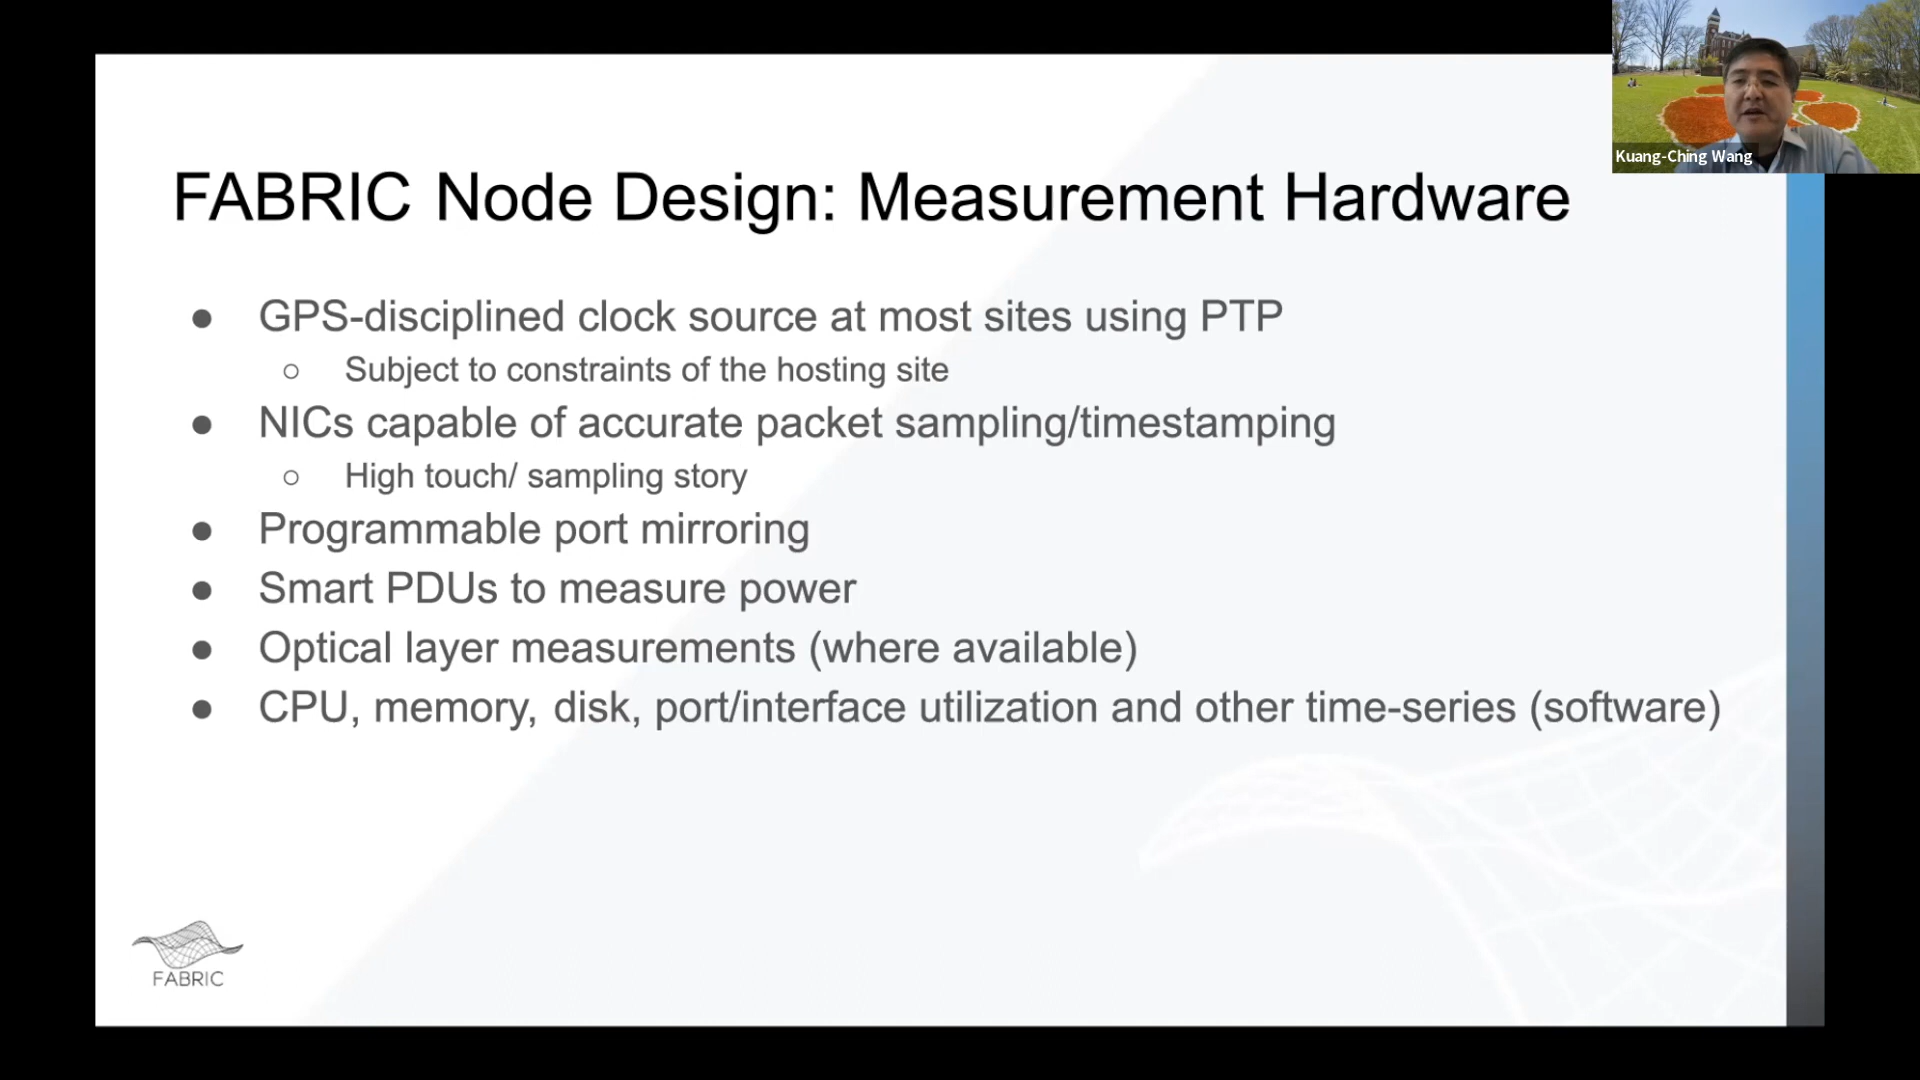 Kuang-Ching Wang
FABRIC Node Design: Measurement Hardware
● GPS-disciplined clock source at most sites using PTP
○ Subject to constraints of the hosting site
● NICs capable of accurate packet sampling/timestamping
○ High touch/ sampling story
● Programmable port mirroring
● Smart PDUs to measure power
● Optical layer measurements (where available)
● CPU, memory, disk, port/interface utilization and other time-series (software)
FABRIC